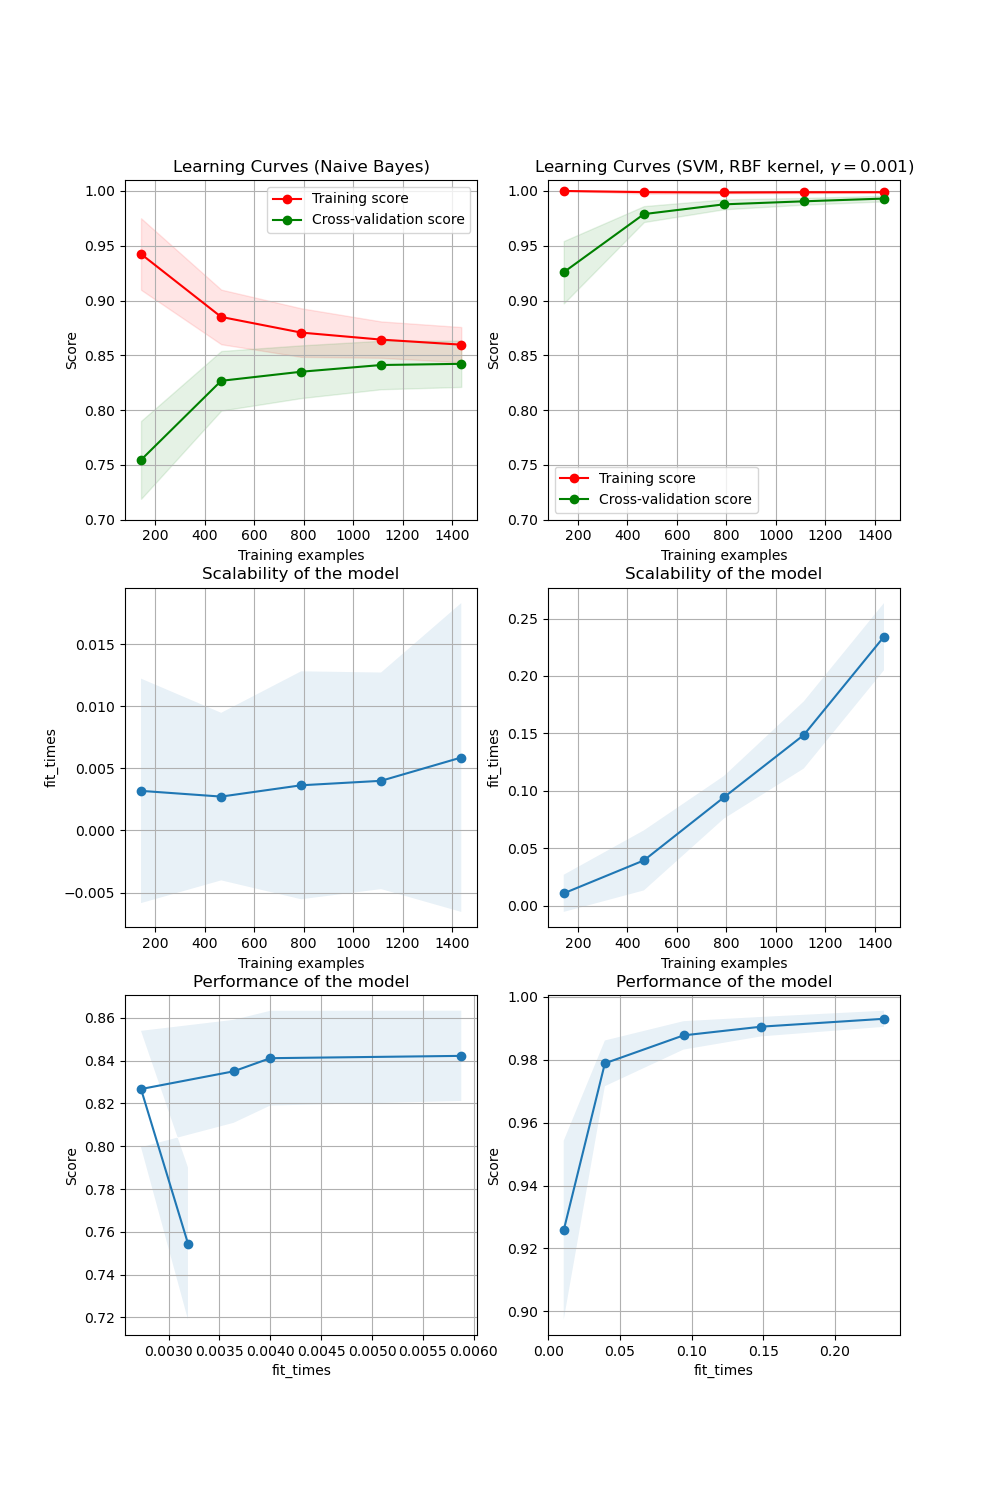 Learning Curves (Naive Bayes)
1.00
0.95
0.90
0.85
0.80
0.75
0.70
Score
Training score
Cross-validation score
200 400 600 800 1000 1200 1400
Training examples
Learning Curves (SVM, RBF kernel, γ = 0.001)
1.00
0.95
0.90
0.85
0.80
0.75
0.70
Score
Training score
Cross-validation score
200 400 600 800 1000 1200 1400
Training examples
Scalability of the model
0.015
0.010
0.005
0.000
−0.005
fit_times
200 400 600 800 1000 1200 1400
Training examples
Scalability of the model
0.25
0.20
0.15
0.10
0.05
0.00
fit_times
200 400 600 800 1000 1200 1400
Training examples
Performance of the model
0.86
0.84
0.82
0.80
0.78
0.76
0.74
0.72
Score
0.0030 0.0035 0.0040 0.0045 0.0050 0.0055 0.0060
fit_times
Performance of the model
1.00
0.98
0.96
0.94
0.92
0.90
Score
0.00 0.05 0.10 0.15 0.20
fit_times